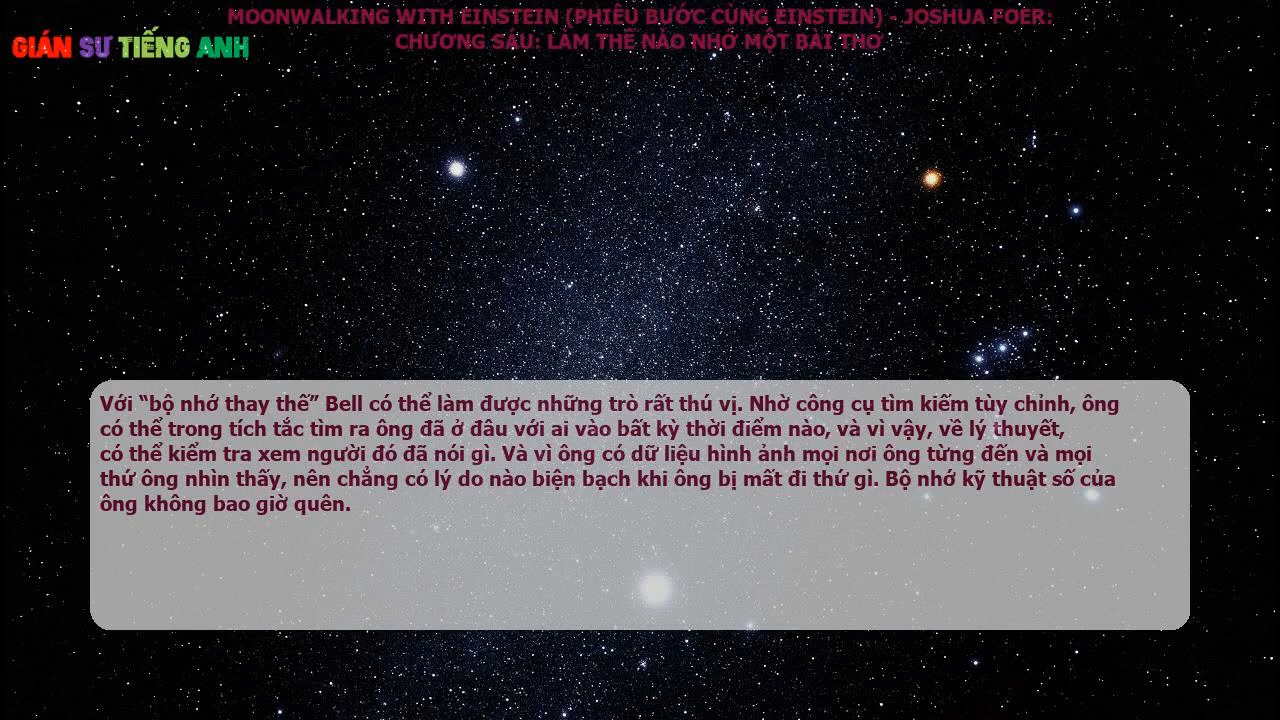 MOONWALKING WITH EINSTEIN (PHIÊU BƯỚC CÙNG EINSTEIN) - JOSHUA FOER:
CHƯƠNG SÁU: LÀM THẾ NÀO NHỚ MỘT BÀI THƠ
GIÁN SỨ TIẾNG ANH
Với “bộ nhớ thay thế” Bell có thể làm được những trò rất thú vị. Nhờ công cụ tìm kiếm tùy chỉnh, ông
có thể trong tích tắc tìm ra ông đã ở đâu với ai vào bất kỳ thời điểm nào, và vì vậy, về lý thuyết,
có thể kiểm tra xem người đó đã nói gì. Và vì ông có dữ liệu hình ảnh mọi nơi ông từng đến và mọi
thứ ông nhìn thấy, nên chẳng có lý do nào biện bạch khi ông bị mất đi thứ gì. Bộ nhớ kỹ thuật số của
ông không bao giờ quên.